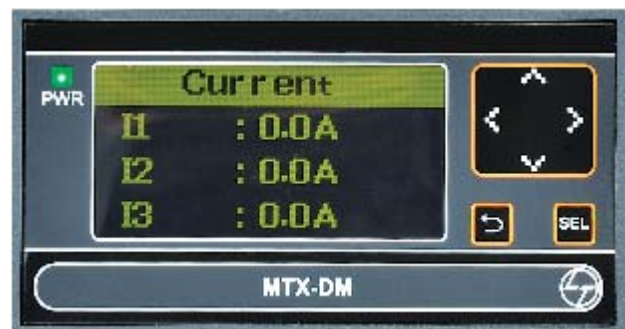 PWR
Current
I1 : 0.0A
I2 : 0.0A
I3 : 0.0A
SEL
MTX-DM